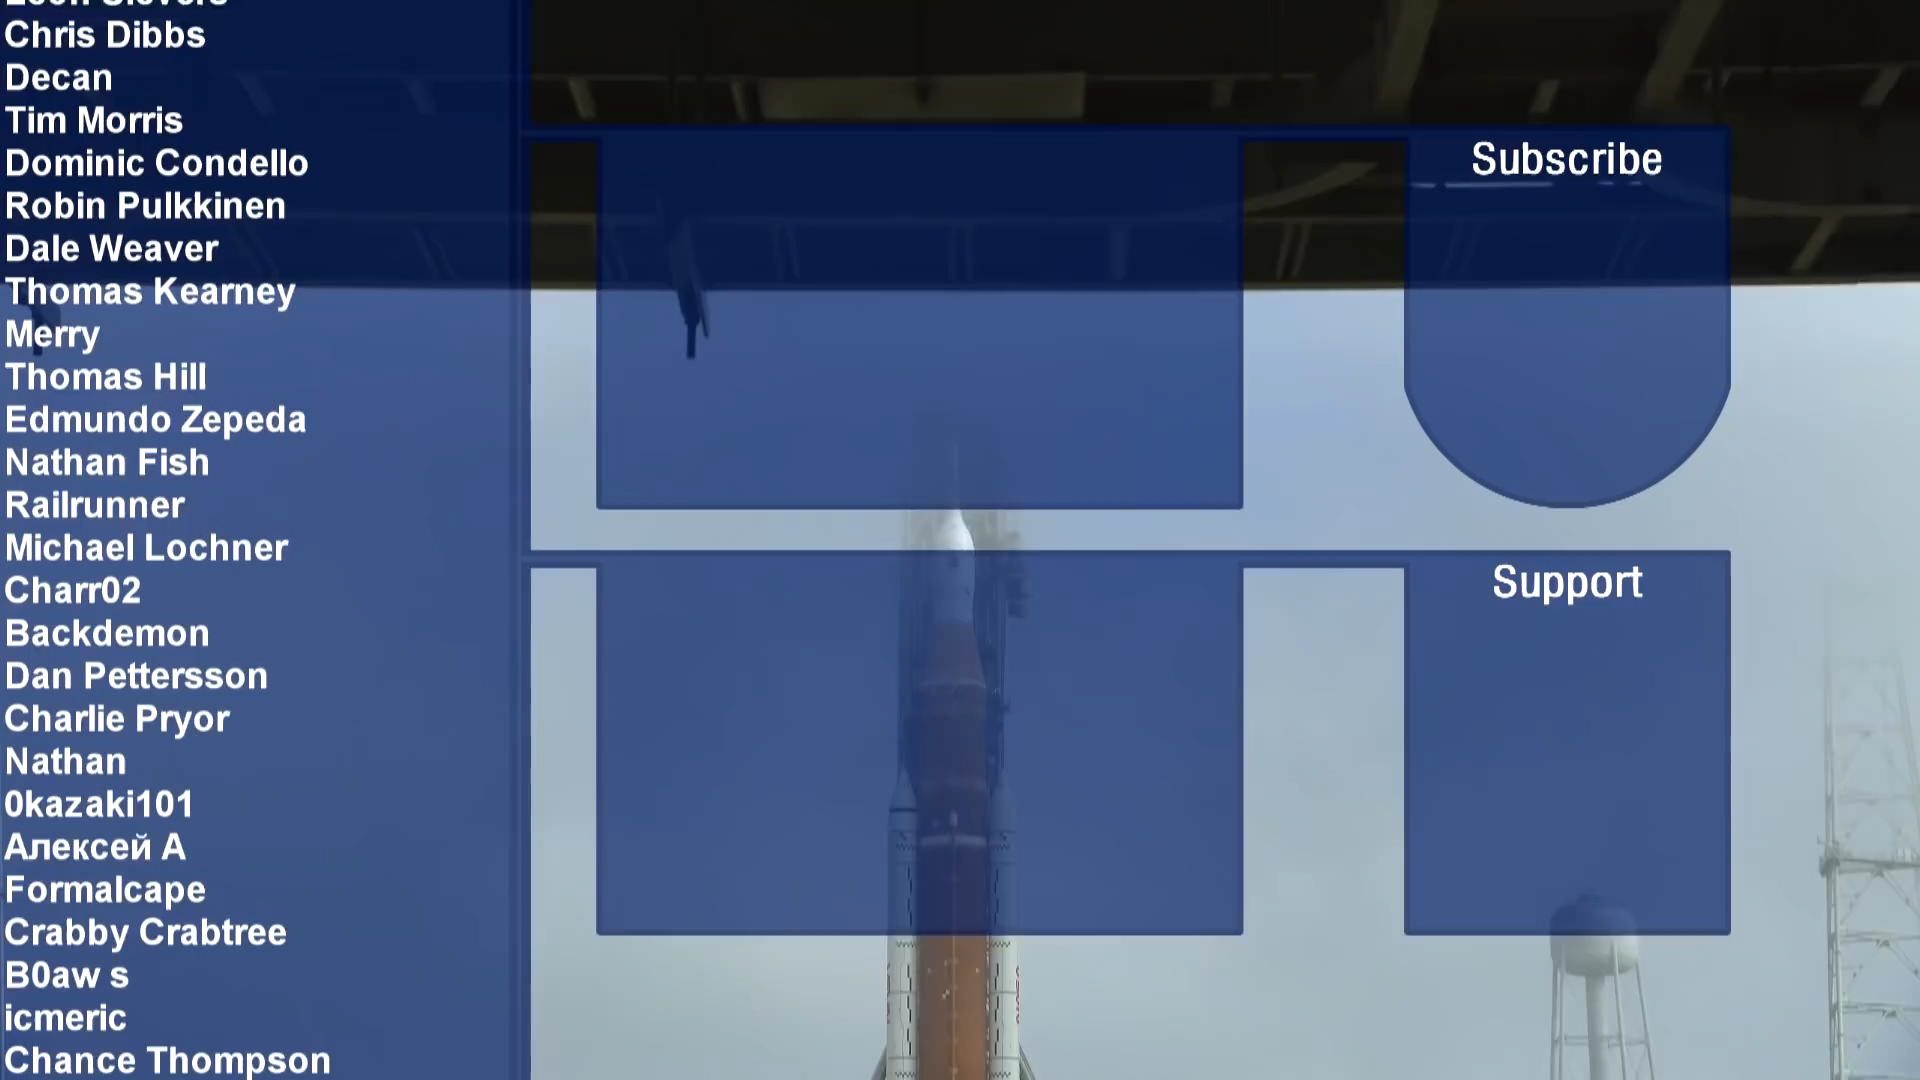 Chris Dibbs
Decan
Tim Morris
Dominic Condello
Robin Pulkkinen
Dale Weaver
Thomas Kearney
Merry
Thomas Hill
Edmundo Zepeda
Nathan Fish
Railrunner
Michael Lochner
Charr02
Backdemon
Dan Pettersson
Charlie Pryor
Nathan
0kazaki101
Алексей А
Formalcape
Crabby Crabtree
B0aw s
icmeric
Chance Thompson
Subscribe
Support